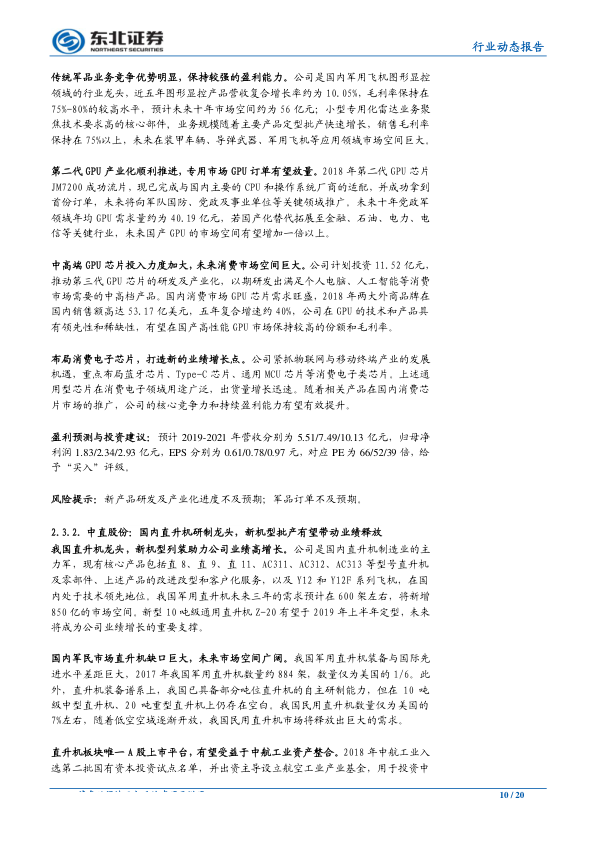 东北证券
NORTHEAST SECURITIES
行业动态报告
传统军品业务竞争优势明显，保持较强的盈利能力。公司是国内军用飞机图形显控
领域的行业龙头，近五年图形显控产品营收复合增长率约为 10.05%，毛利率保持在
75%-80%的较高水平，预计未来十年市场空间约为 56 亿元；小型专用化雷达业务聚
焦技术要求高的核心部件，业务规模随着主要产品定型批产快速增长，销售毛利率
保持在 75%以上，未来在装甲车辆、导弹武器、军用飞机等应用领域市场空间巨大。
第二代 GPU 产业化顺利推进，专用市场 GPU 订单有望放量。2018 年第二代 GPU 芯片
JM7200 成功流片，现已完成与国内主要的 CPU 和操作系统厂商的适配，并成功拿到
首份订单，未来将向军队国防、党政及事业单位等关键领域推广。未来十年党政军
领域年均 GPU 需求量约为 40.19 亿元，若国产化替代拓展至金融、石油、电力、电
信等关键行业，未来国产 GPU 的市场空间有望增加一倍以上。
中高端 GPU 芯片投入力度加大，未来消费市场空间巨大。公司计划投资 11.52 亿元，
推动第三代 GPU 芯片的研发及产业化，以期研发出满足个人电脑、人工智能等消费
市场需要的中高档产品。国内消费市场 GPU 芯片需求旺盛，2018 年两大外商品牌在
国内销售额高达 53.17 亿美元，五年复合增速约 40%，公司在 GPU 的技术和产品具
有领先性和稀缺性，有望在国产高性能 GPU 市场保持较高的份额和毛利率。
布局消费电子芯片，打造新的业绩增长点。公司紧抓物联网与移动终端产业的发展
机遇，重点布局蓝牙芯片、Type-C 芯片、通用 MCU 芯片等消费电子类芯片。上述通
用型芯片在消费电子领域用途广泛，出货量增长迅速。随着相关产品在国内消费芯
片市场的推广，公司的核心竞争力和持续盈利能力有望有效提升。
盈利预测与投资建议：预计 2019-2021 年营收分别为 5.51/7.49/10.13 亿元，归母净
利润 1.83/2.34/2.93 亿元，EPS 分别为 0.61/0.78/0.97 元，对应 PE 为 66/52/39 倍，给
予“买入”评级。
风险提示：新产品研发及产业化进度不及预期；军品订单不及预期。
2.3.2. 中直股份：国内直升机研制龙头，新机型批产有望带动业绩释放
我国直升机龙头，新机型列装助力公司业绩高增长。公司是国内直升机制造业的主
力军，现有核心产品包括直 8、直 9、直 11、AC311、AC312、AC313 等型号直升机
及零部件、上述产品的改进改型和客户化服务，以及 Y12 和 Y12F 系列飞机，在国
内处于技术领先地位。我国军用直升机未来三年的需求预计在 600 架左右，将新增
850 亿的市场空间。新型 10 吨级通用直升机 Z-20 有望于 2019 年上半年定型，未来
将成为公司业绩增长的重要支撑。
国内军民市场直升机缺口巨大，未来市场空间广阔。我国军用直升机装备与国际先
进水平差距巨大，2017 年我国军用直升机数量约 884 架，数量仅为美国的 1/6。此
外，直升机装备谱系上，我国已具备部分吨位直升机的自主研制能力，但在 10 吨
级中型直升机、20 吨重型直升机上仍存在空白。我国民用直升机数量仅为美国的
7%左右，随着低空空域逐渐开放，我国民用直升机市场将释放出巨大的需求。
直升机板块唯一 A 股上市平台，有望受益于中航工业资产整合。2018 年中航工业入
选第二批国有资本投资试点名单，并出资主导设立航空工业产业基金，用于投资中
10 / 20